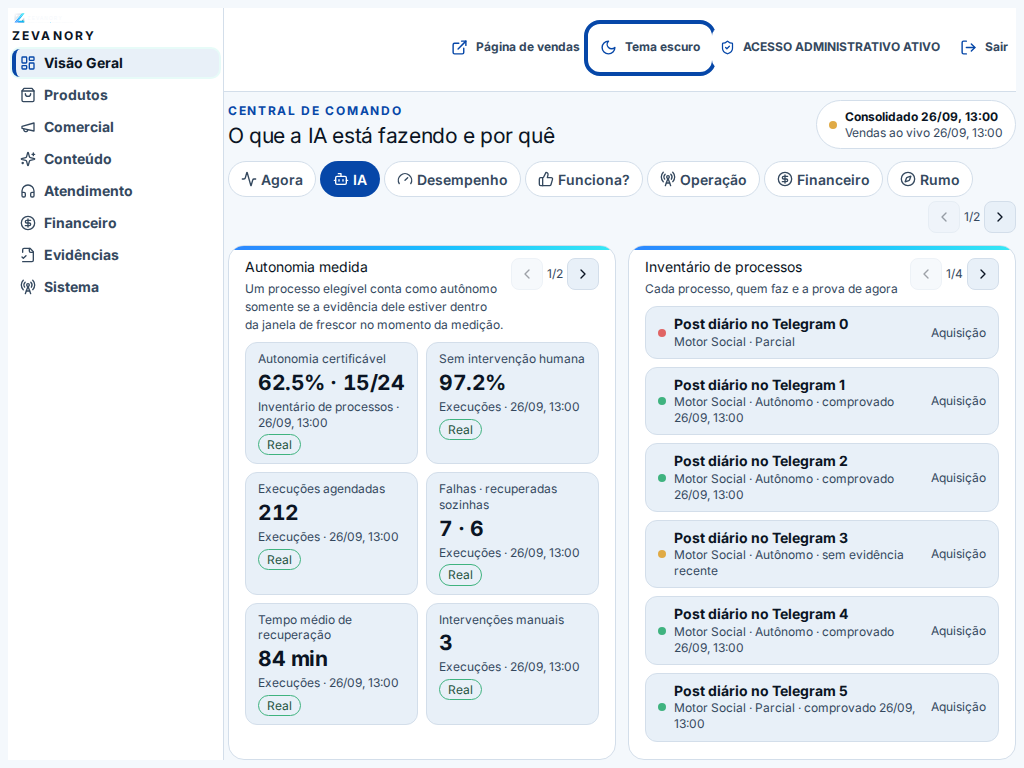 ZEVANORY
Visão Geral
Produtos
Comercial
Conteúdo
Atendimento
Financeiro
Evidências
Sistema
Página de vendas
Tema escuro
ACESSO ADMINISTRATIVO ATIVO
Sair
CENTRAL DE COMANDO
O que a IA está fazendo e por quê
Consolidado 26/09, 13:00
Vendas ao vivo 26/09, 13:00
Agora
IA
Desempenho
Funciona?
Operação
Financeiro
Rumo
1/2
Autonomia medida
1/2
Um processo elegível conta como autônomo
somente se a evidência dele estiver dentro
da janela de frescor no momento da medição.
Autonomia certificável
62.5% · 15/24
Inventário de processos ·
26/09, 13:00
Real
Sem intervenção humana
97.2%
Execuções · 26/09, 13:00
Real
Execuções agendadas
212
Execuções · 26/09, 13:00
Real
Falhas · recuperadas
sozinhas
7 · 6
Execuções · 26/09, 13:00
Real
Tempo médio de
recuperação
84 min
Execuções · 26/09, 13:00
Real
Intervenções manuais
3
Execuções · 26/09, 13:00
Real
Inventário de processos
1/4
Cada processo, quem faz e a prova de agora
Post diário no Telegram 0
Motor Social · Parcial
Aquisição
Post diário no Telegram 1
Motor Social · Autônomo · comprovado
26/09, 13:00
Aquisição
Post diário no Telegram 2
Motor Social · Autônomo · comprovado
26/09, 13:00
Aquisição
Post diário no Telegram 3
Motor Social · Autônomo · sem evidência
recente
Aquisição
Post diário no Telegram 4
Motor Social · Autônomo · comprovado
26/09, 13:00
Aquisição
Post diário no Telegram 5
Motor Social · Parcial · comprovado 26/09,
13:00
Aquisição